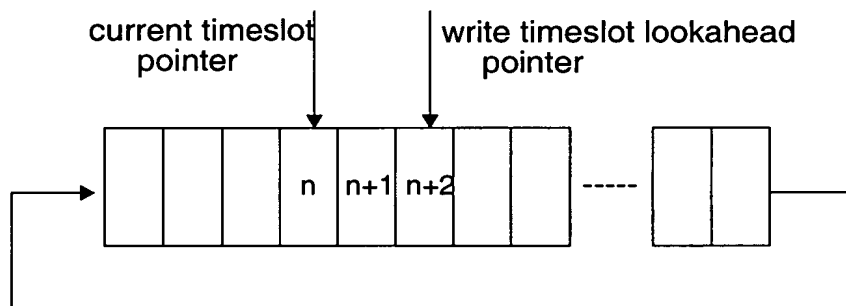 current timeslot
pointer
write timeslot lookahead
pointer
n
n+1
n+2